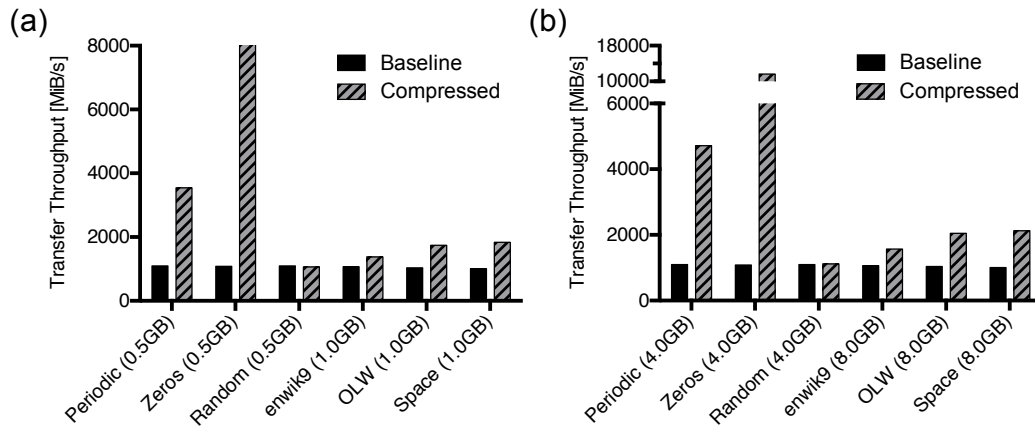 (a)
Transfer Throughput [MiB/s]
8000
6000
4000
2000
0
Baseline
Compressed
Periodic (0.5GB)
Zeros (0.5GB)
Random (0.5GB)
enwik9 (1.0GB)
OLW (1.0GB)
Space (1.0GB)
(b)
Transfer Throughput [MiB/s]
18000
10000
6000
4000
2000
0
Baseline
Compressed
Periodic (4.0GB)
Zeros (4.0GB)
Random (4.0GB)
enwik9 (8.0GB)
OLW (8.0GB)
Space (8.0GB)